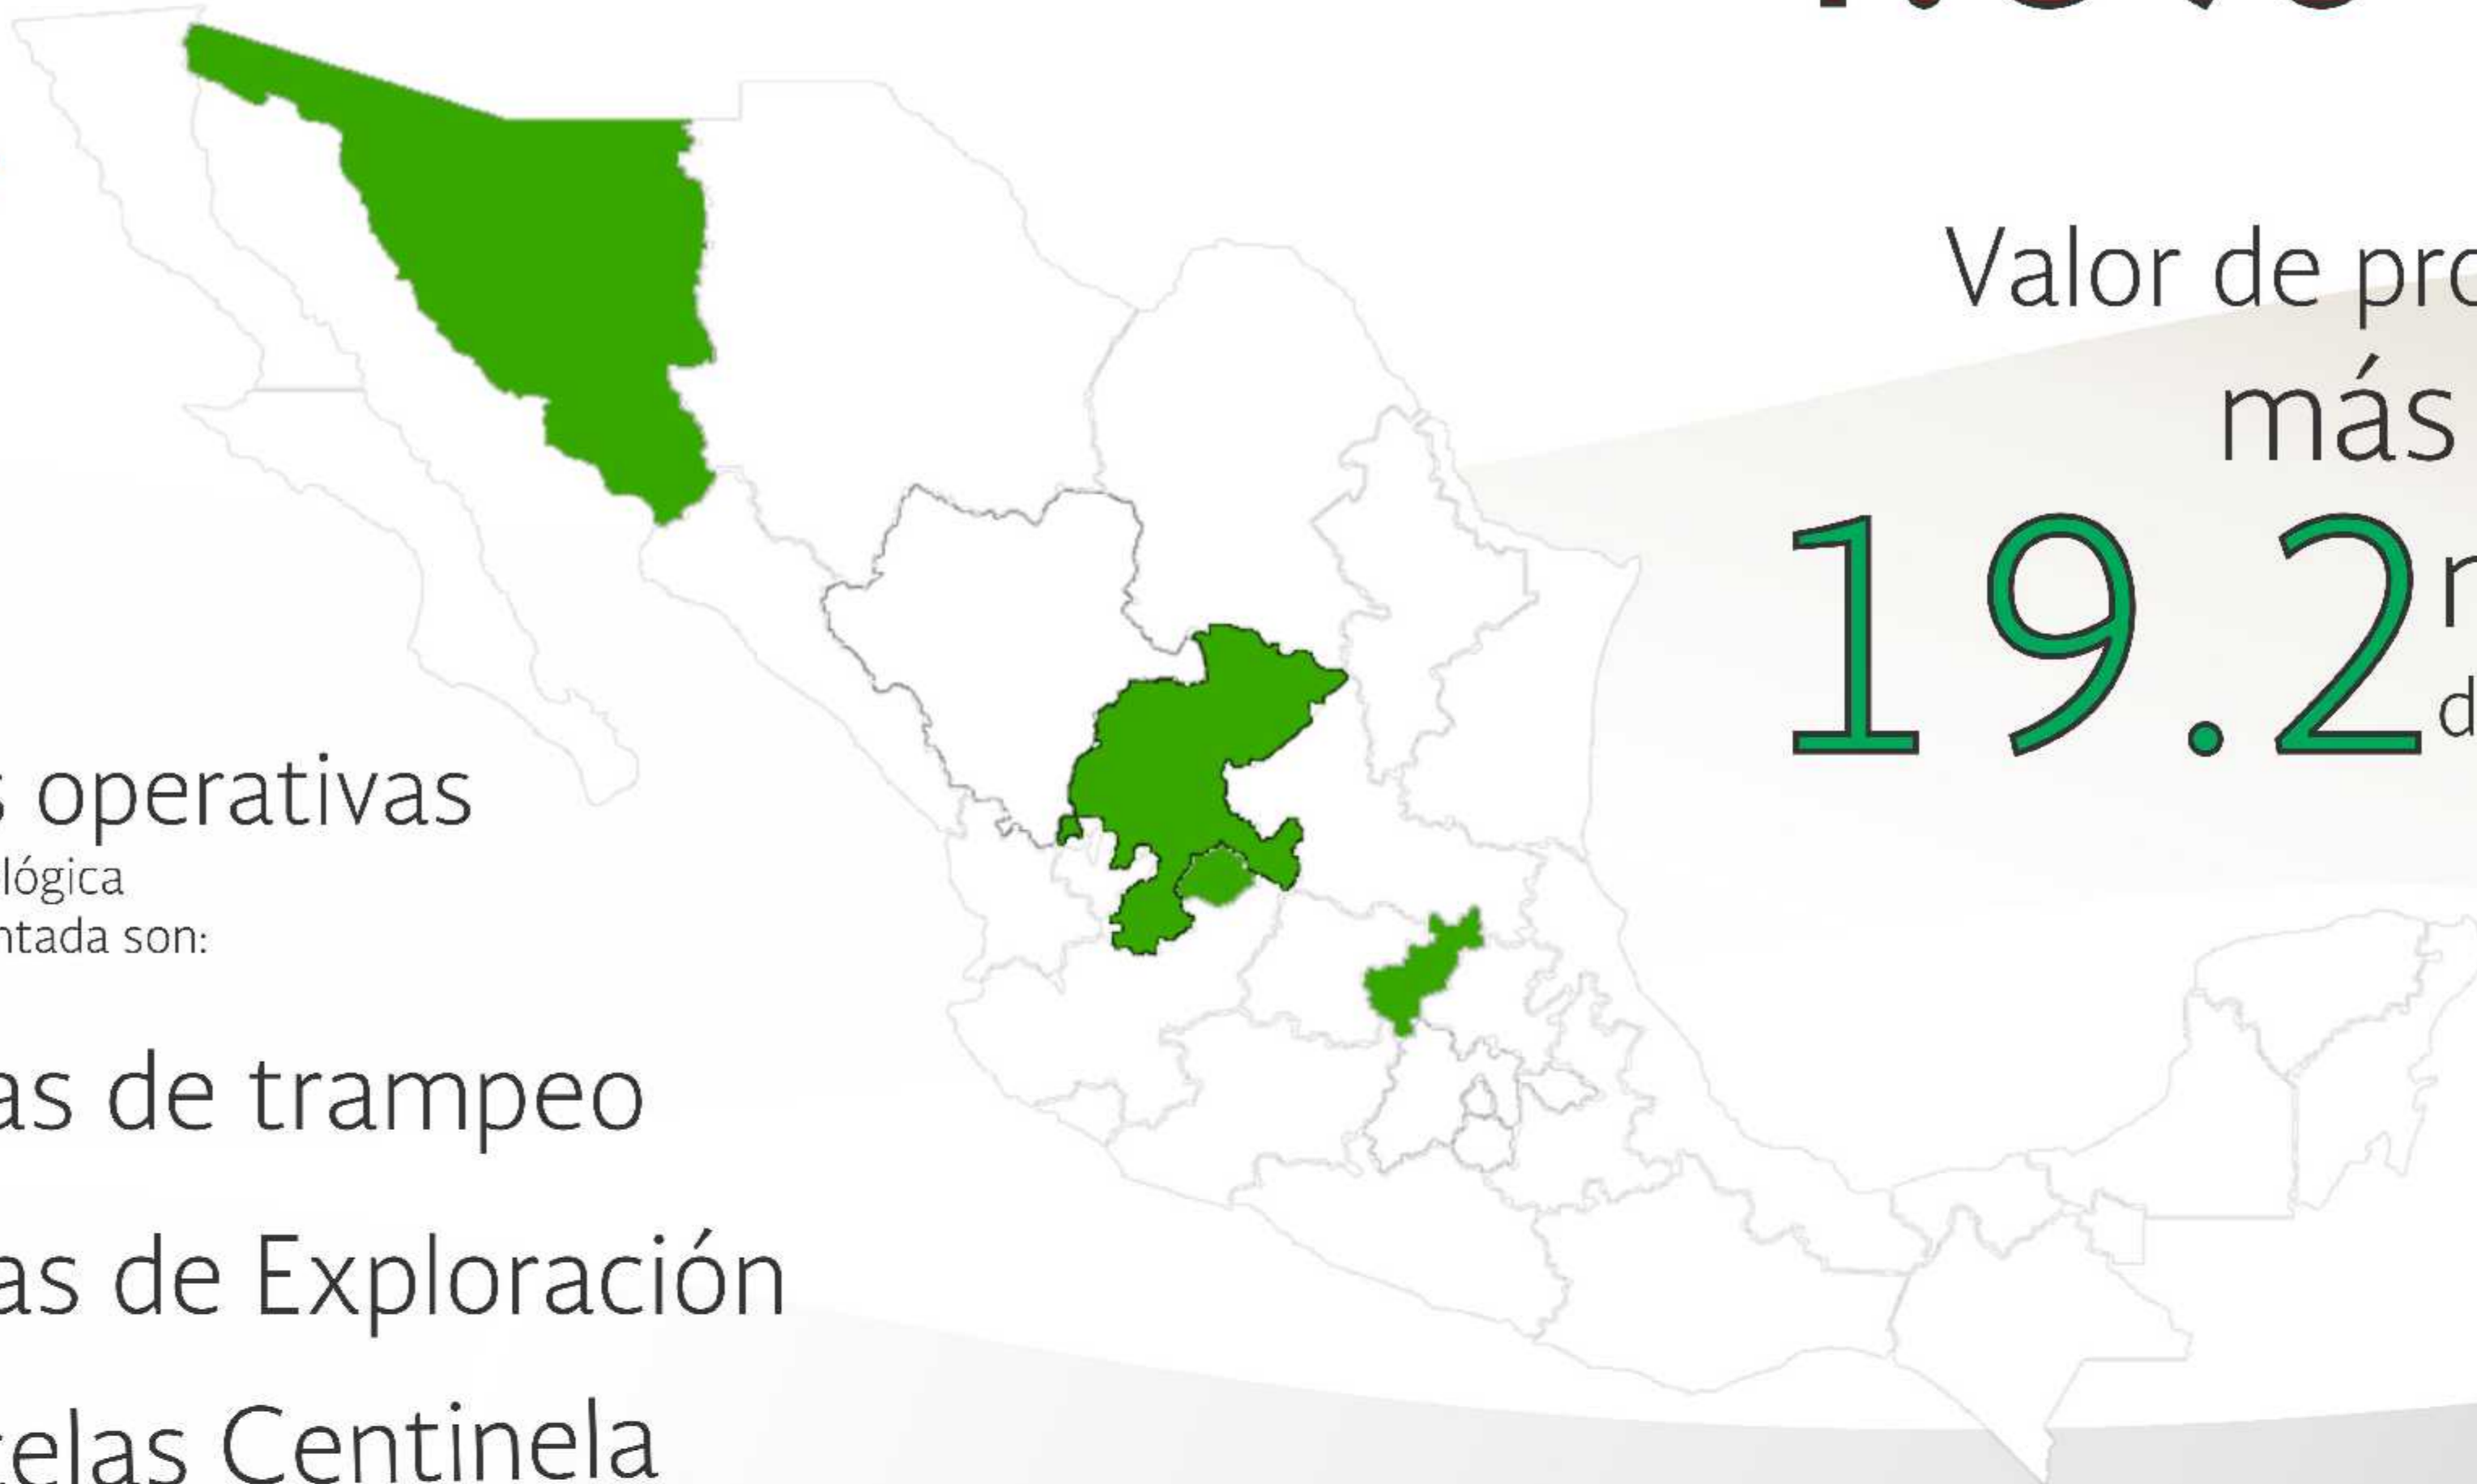 Valor de pro
más
19.2
s operativas
lógica
ntada son:
as de trampeo
as de Exploración
elas Centinela